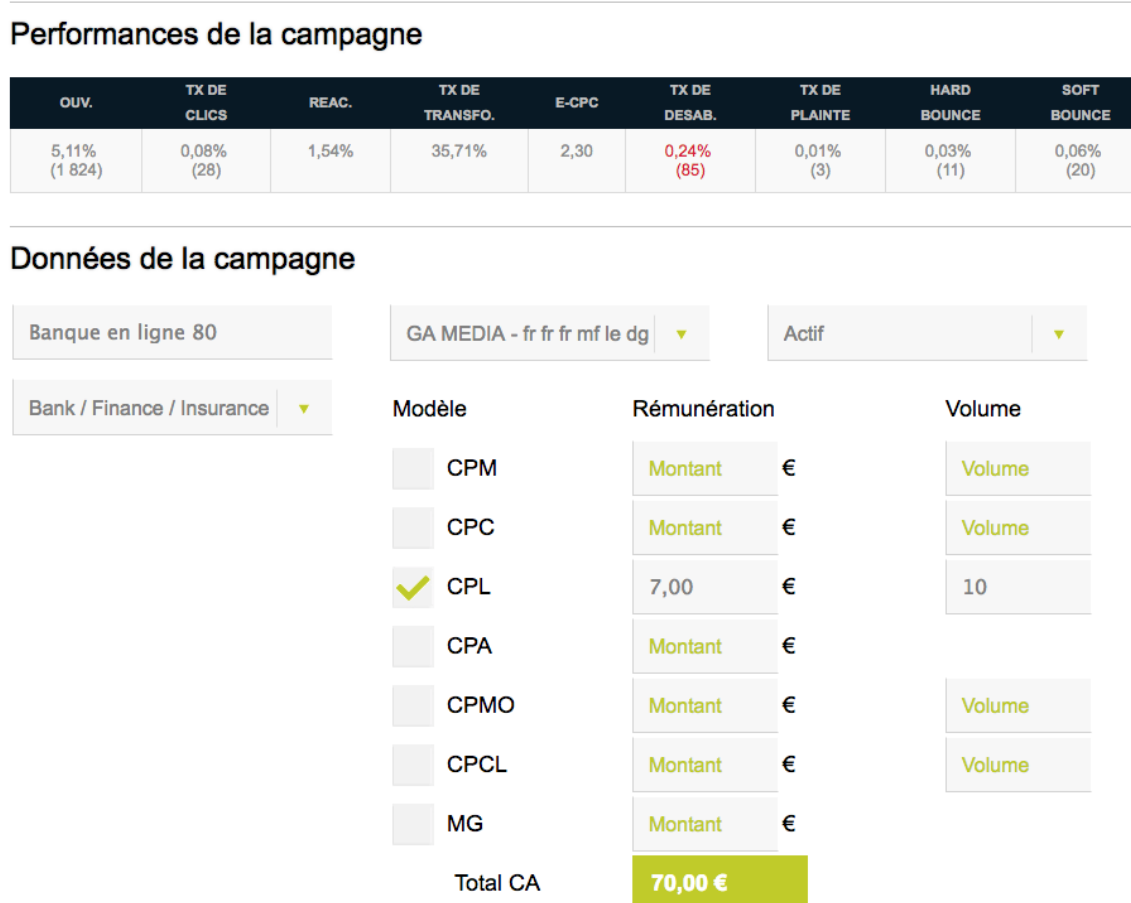 Performances de la campagne
OUV. TX DE CLICS REAC. TX DE TRANSFO. E-CPC TX DE DESAB. TX DE PLAINTE HARD BOUNCE SOFT BOUNCE
5,11% 0,08% 1,54% 35,71% 2,30 0,24% 0,01% 0,03% 0,06%
(1 824) (28) (85) (3) (11) (20)
Données de la campagne
Banque en ligne 80 GA MEDIA - fr fr fr mf le dg Actif
Bank / Finance / Insurance Modèle Rémunération Volume
CPM Montant € Volume
CPC Montant € Volume
CPL 7,00 € 10
CPA Montant €
CPMO Montant € Volume
CPCL Montant € Volume
MG Montant €
Total CA 70,00 €